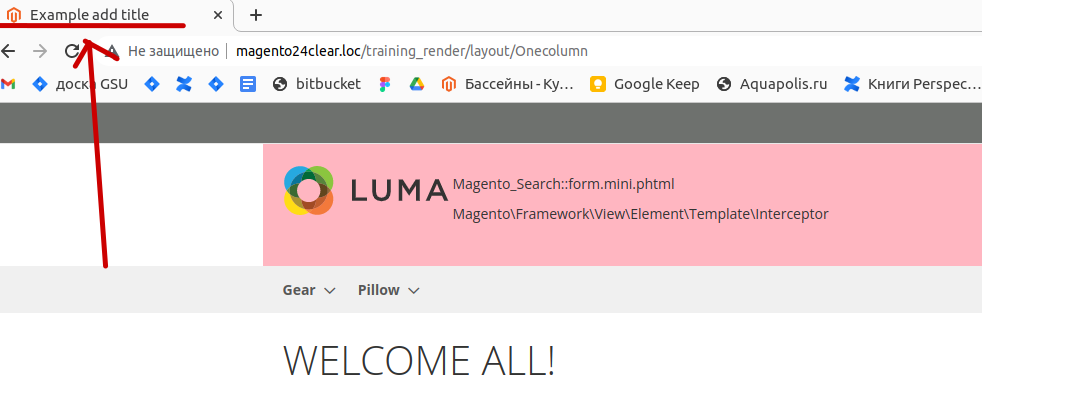 Example add title
Не защищено magento24clear.loc/training_render/layout/Onecolumn
доска GSU bitbucket Бассейны - Ку… Google Keep Aquapolis.ru Книги Perspec…
LUMA
Magento_Search::form.mini.phtml
Magento\Framework\View\Element\Template\Interceptor
Gear Pillow
WELCOME ALL!